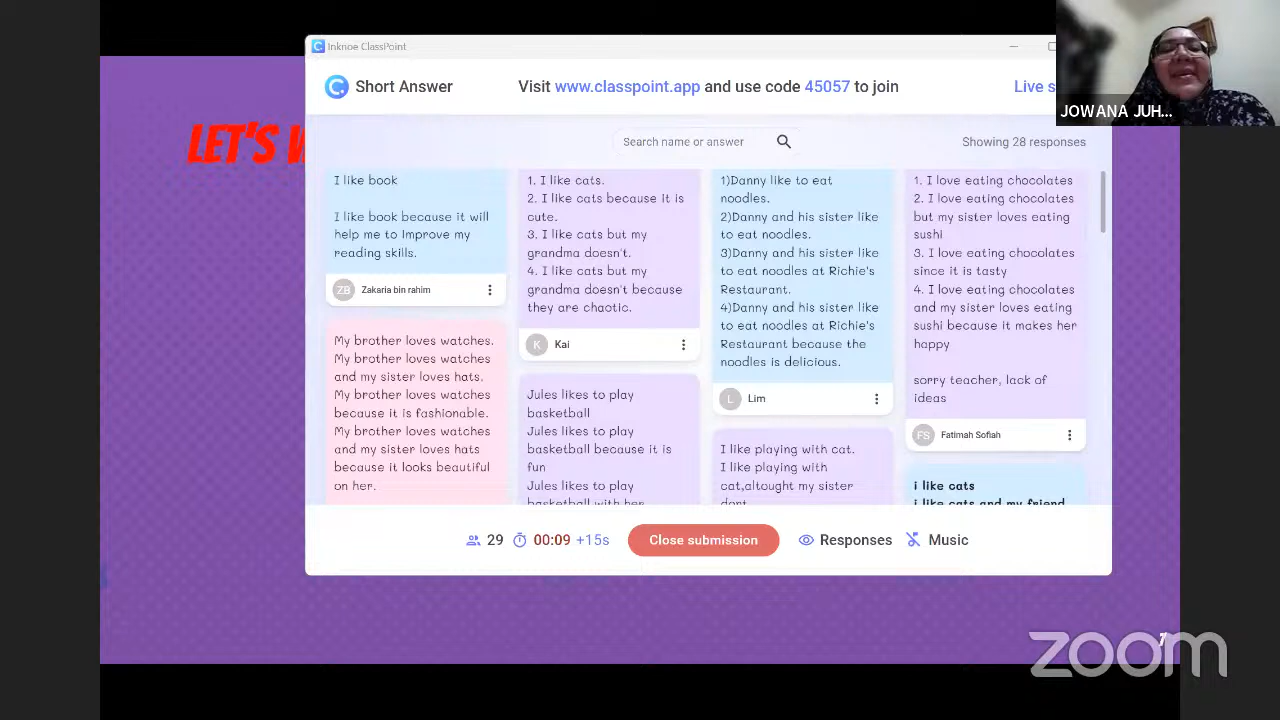 Inknoe ClassPoint
JOWANA JUH...
Short Answer
Visit www.classpoint.app and use code 45057 to join
Live s
LET'S W
Search name or answer
Showing 28 responses
I like book
I like book because it will
help me to improve my
reading skills.
ZB Zakaria bin rahim
My brother loves watches.
My brother loves watches
and my sister loves hats.
My brother loves watches
because it is fashionable.
My brother loves watches
and my sister loves hats
because it looks beautiful
on her.
1. I like cats.
2. I like cats because it is
cute.
3. I like cats but my
grandma doesn't.
4. I like cats but my
grandma doesn't because
they are chaotic.
K Kai
Jules likes to play
basketball
Jules likes to play
basketball because it is
fun
Jules likes to play
basketball with her
1)Danny like to eat
noodles.
2)Danny and his sister like
to eat noodles.
3)Danny and his sister like
to eat noodles at Richie's
Restaurant.
4)Danny and his sister like
to eat noodles at Richie's
Restaurant because the
noodles is delicious.
L Lim
I like playing with cat.
I like playing with
cat,altought my sister
dont
1. I love eating chocolates
2. I love eating chocolates
but my sister loves eating
sushi
3. I love eating chocolates
since it is tasty
4. I love eating chocolates
and my sister loves eating
sushi because it makes her
happy
sorry teacher, lack of
ideas
FS Fatimah Sofiah
i like cats
i like cats and my friend
29 00:09 +15s Close submission Responses Music
zoom